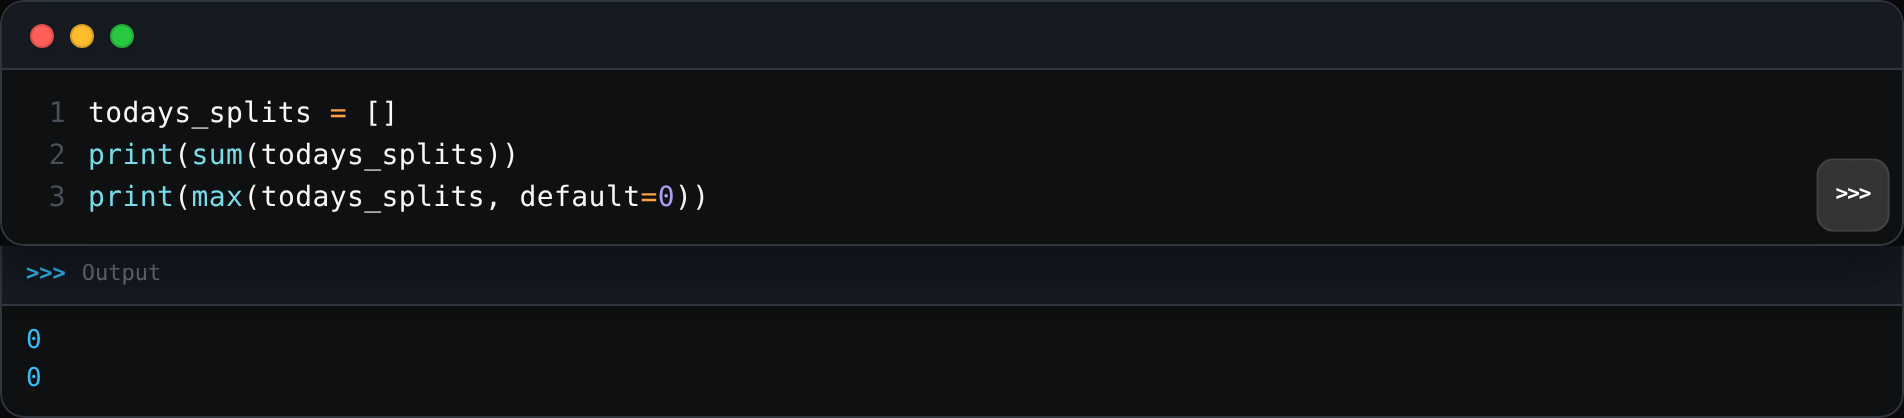 1 todays_splits = []
2 print(sum(todays_splits))
3 print(max(todays_splits, default=0))
>>>
>>> Output
0
0